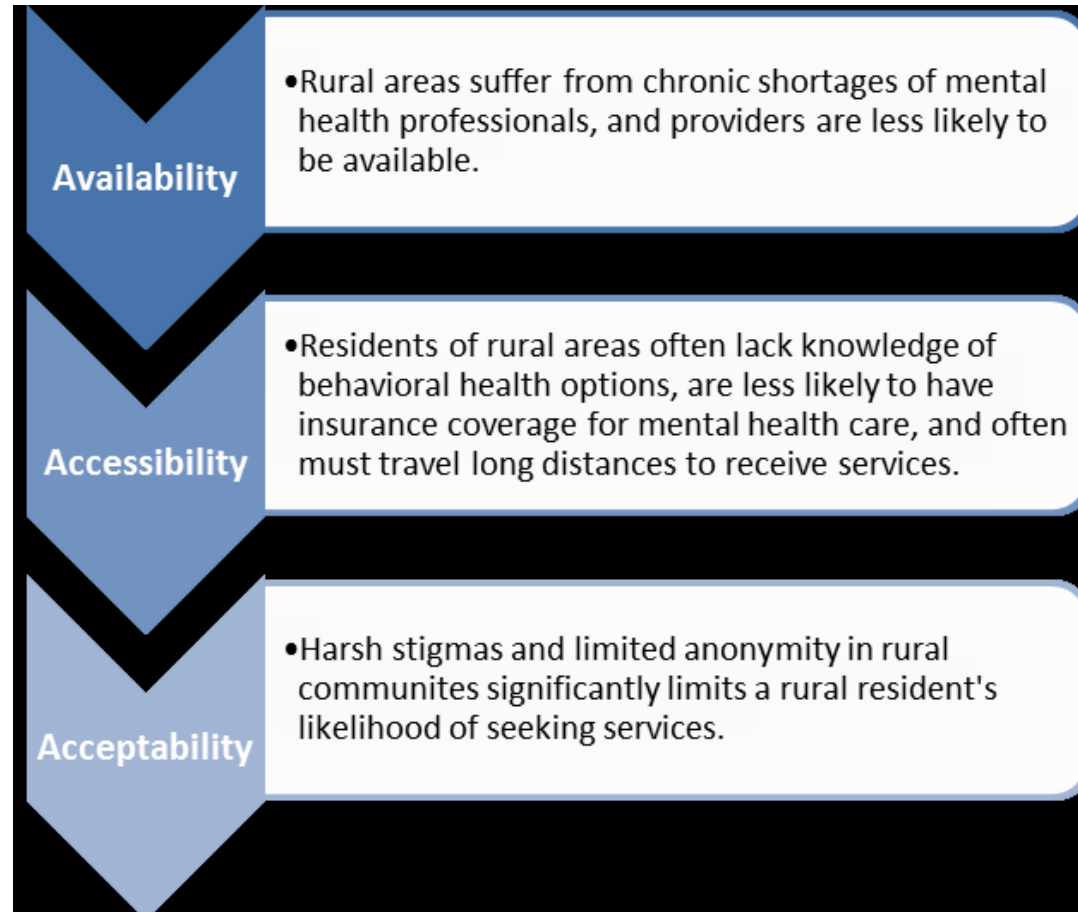 Availability
•Rural areas suffer from chronic shortages of mental
health professionals, and providers are less likely to
be available.
Accessibility
•Residents of rural areas often lack knowledge of
behavioral health options, are less likely to have
insurance coverage for mental health care, and often
must travel long distances to receive services.
Acceptability
•Harsh stigmas and limited anonymity in rural
communites significantly limits a rural resident's
likelihood of seeking services.